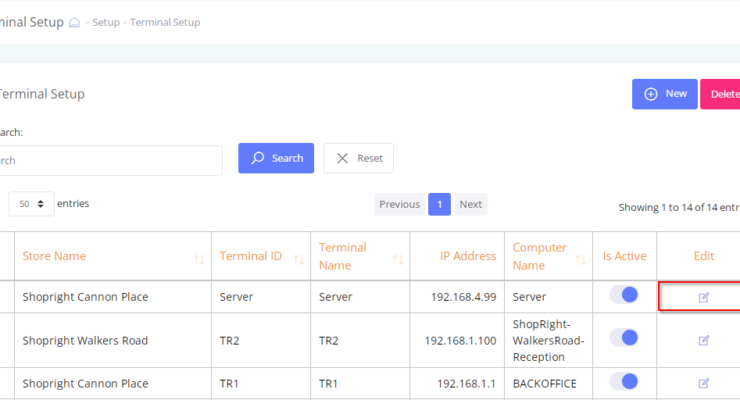 minal Setup - Setup - Terminal Setup
Terminal Setup
New
Delete
arch:
rch
Search
Reset
50 entries
Previous 1 Next
Showing 1 to 14 of 14 entr
Store Name
Terminal ID
Terminal
Name
IP Address
Computer
Name
Is Active
Edit
Shopright Cannon Place Server Server 192.168.4.99 Server
Shopright Walkers Road TR2 TR2 192.168.1.100
ShopRight-
WalkersRoad-
Reception
Shopright Cannon Place TR1 TR1 192.168.1.1 BACKOFFICE